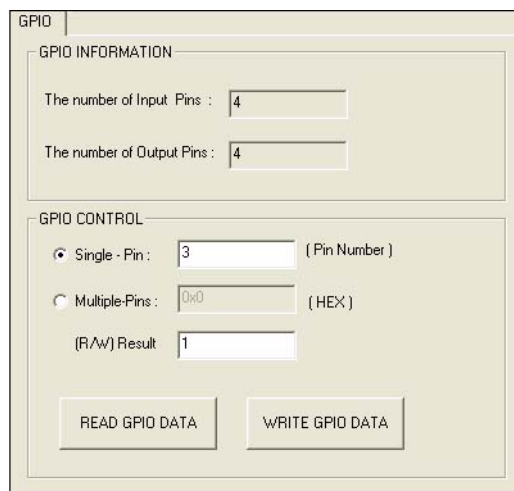 GPIO
GPIO INFORMATION
The number of Input Pins : 4
The number of Output Pins : 4
GPIO CONTROL
Single - Pin : 3 ( Pin Number )
Multiple-Pins : 0x0 ( HEX )
(R/W) Result 1
READ GPIO DATA WRITE GPIO DATA